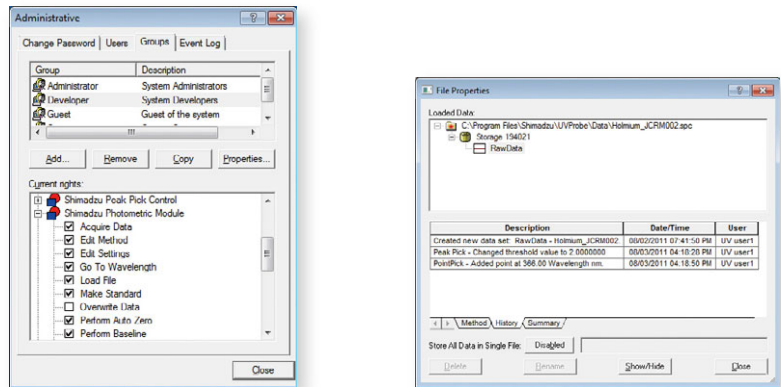 Administrative
Change Password Users Groups Event Log
Group Description
Administrator System Administrators
Developer System Developers
Guest Guest of the system
Add... Remove Copy Properties...
Current rights:
Shimadzu Peak Pick Control
Shimadzu Photometric Module
Acquire Data
Edit Method
Edit Settings
Go To Wavelength
Load File
Make Standard
Overwrite Data
Perform Auto Zero
Perform Baseline
Close
File Properties
Loaded Data:
C:\Program Files\Shimadzu\UVProbe\Data\Holmium_JCRM002.spc
Storage 194021
RawData
Description Date/Time User
Created new data set: RawData - Holmium_JCRM002 08/02/2011 07:41:50 PM UV user1
Peak Pick - Changed threshold value to 2.0000000 08/03/2011 04:18:28 PM UV user1
PointPick - Added point at 366.00 Wavelength nm. 08/03/2011 04:18:50 PM UV user1
Method History Summary
Store All Data in Single File: Disabled
Delete Rename Show/Hide Close